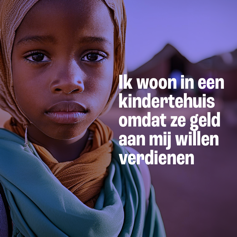 Ik woon in een
kindertehuis
omdat ze geld
aan mij willen
verdienen